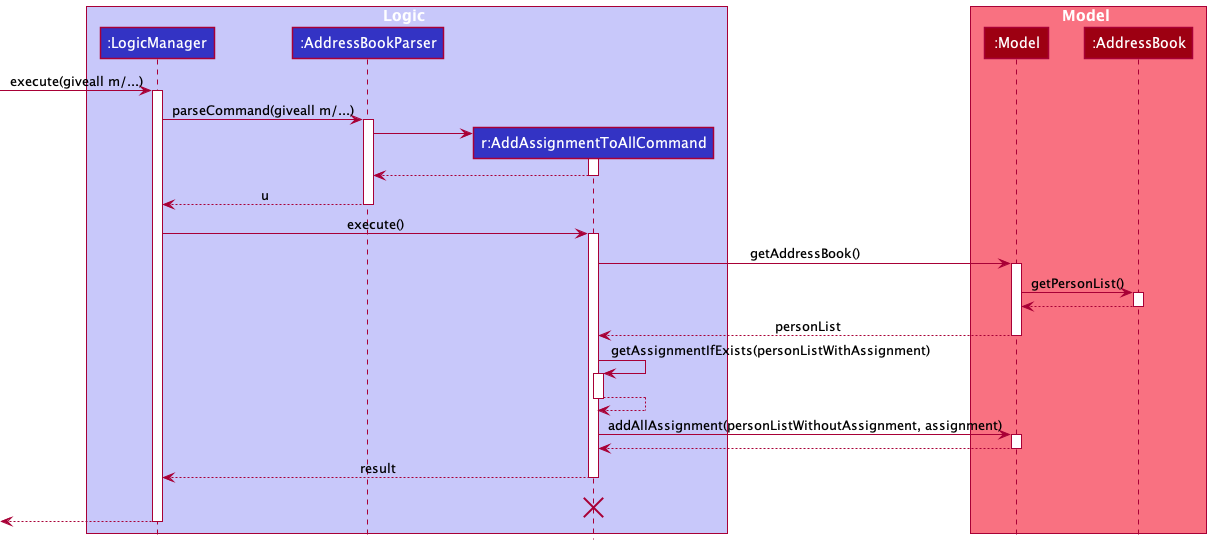 Logic
Model
:LogicManager
:AddressBookParser
:Model
:AddressBook
execute(giveall m/...)
parseCommand(giveall m/...)
r:AddAssignmentToAllCommand
u
execute()
getAddressBook()
getPersonList()
personList
getAssignmentIfExists(personListWithAssignment)
addAllAssignment(personListWithoutAssignment, assignment)
result